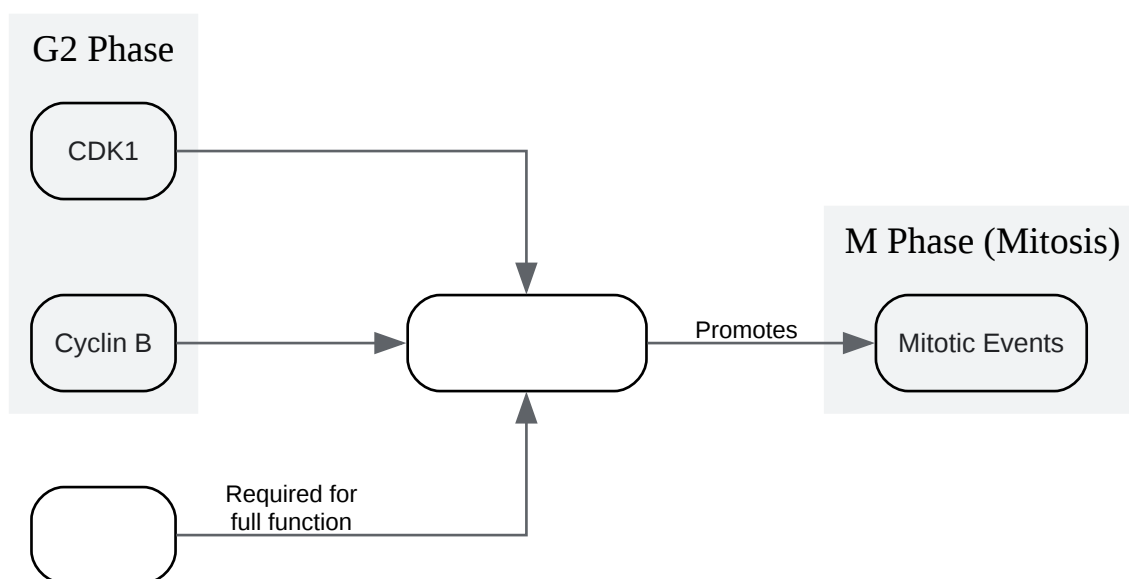 G2 Phase
CDK1
M Phase (Mitosis)
Cyclin B
Promotes
Mitotic Events
Required for
full function